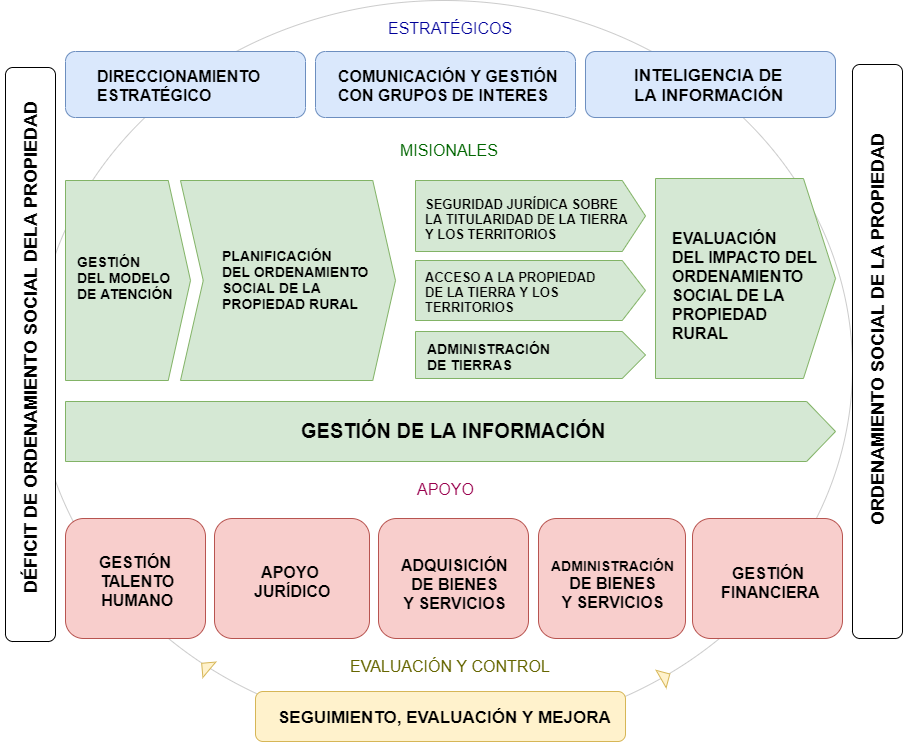 ESTRATÉGICOS
DIRECCIONAMIENTO
ESTRATÉGICO
COMUNICACIÓN Y GESTIÓN
CON GRUPOS DE INTERES
INTELIGENCIA DE
LA INFORMACIÓN
DÉFICIT DE ORDENAMIENTO SOCIAL DELA PROPIEDAD
MISIONALES
GESTIÓN
DEL MODELO
DE ATENCIÓN
PLANIFICACIÓN
DEL ORDENAMIENTO
SOCIAL DE LA
PROPIEDAD RURAL
SEGURIDAD JURÍDICA SOBRE
LA TITULARIDAD DE LA TIERRA
Y LOS TERRITORIOS
ACCESO A LA PROPIEDAD
DE LA TIERRA Y LOS
TERRITORIOS
ADMINISTRACIÓN
DE TIERRAS
EVALUACIÓN
DEL IMPACTO DEL
ORDENAMIENTO
SOCIAL DE LA
PROPIEDAD
RURAL
GESTIÓN DE LA INFORMACIÓN
ORDENAMIENTO SOCIAL DE LA PROPIEDAD
APOYO
GESTIÓN
TALENTO
HUMANO
APOYO
JURÍDICO
ADQUISICIÓN
DE BIENES
Y SERVICIOS
ADMINISTRACIÓN
DE BIENES
Y SERVICIOS
GESTIÓN
FINANCIERA
EVALUACIÓN Y CONTROL
SEGUIMIENTO, EVALUACIÓN Y MEJORA